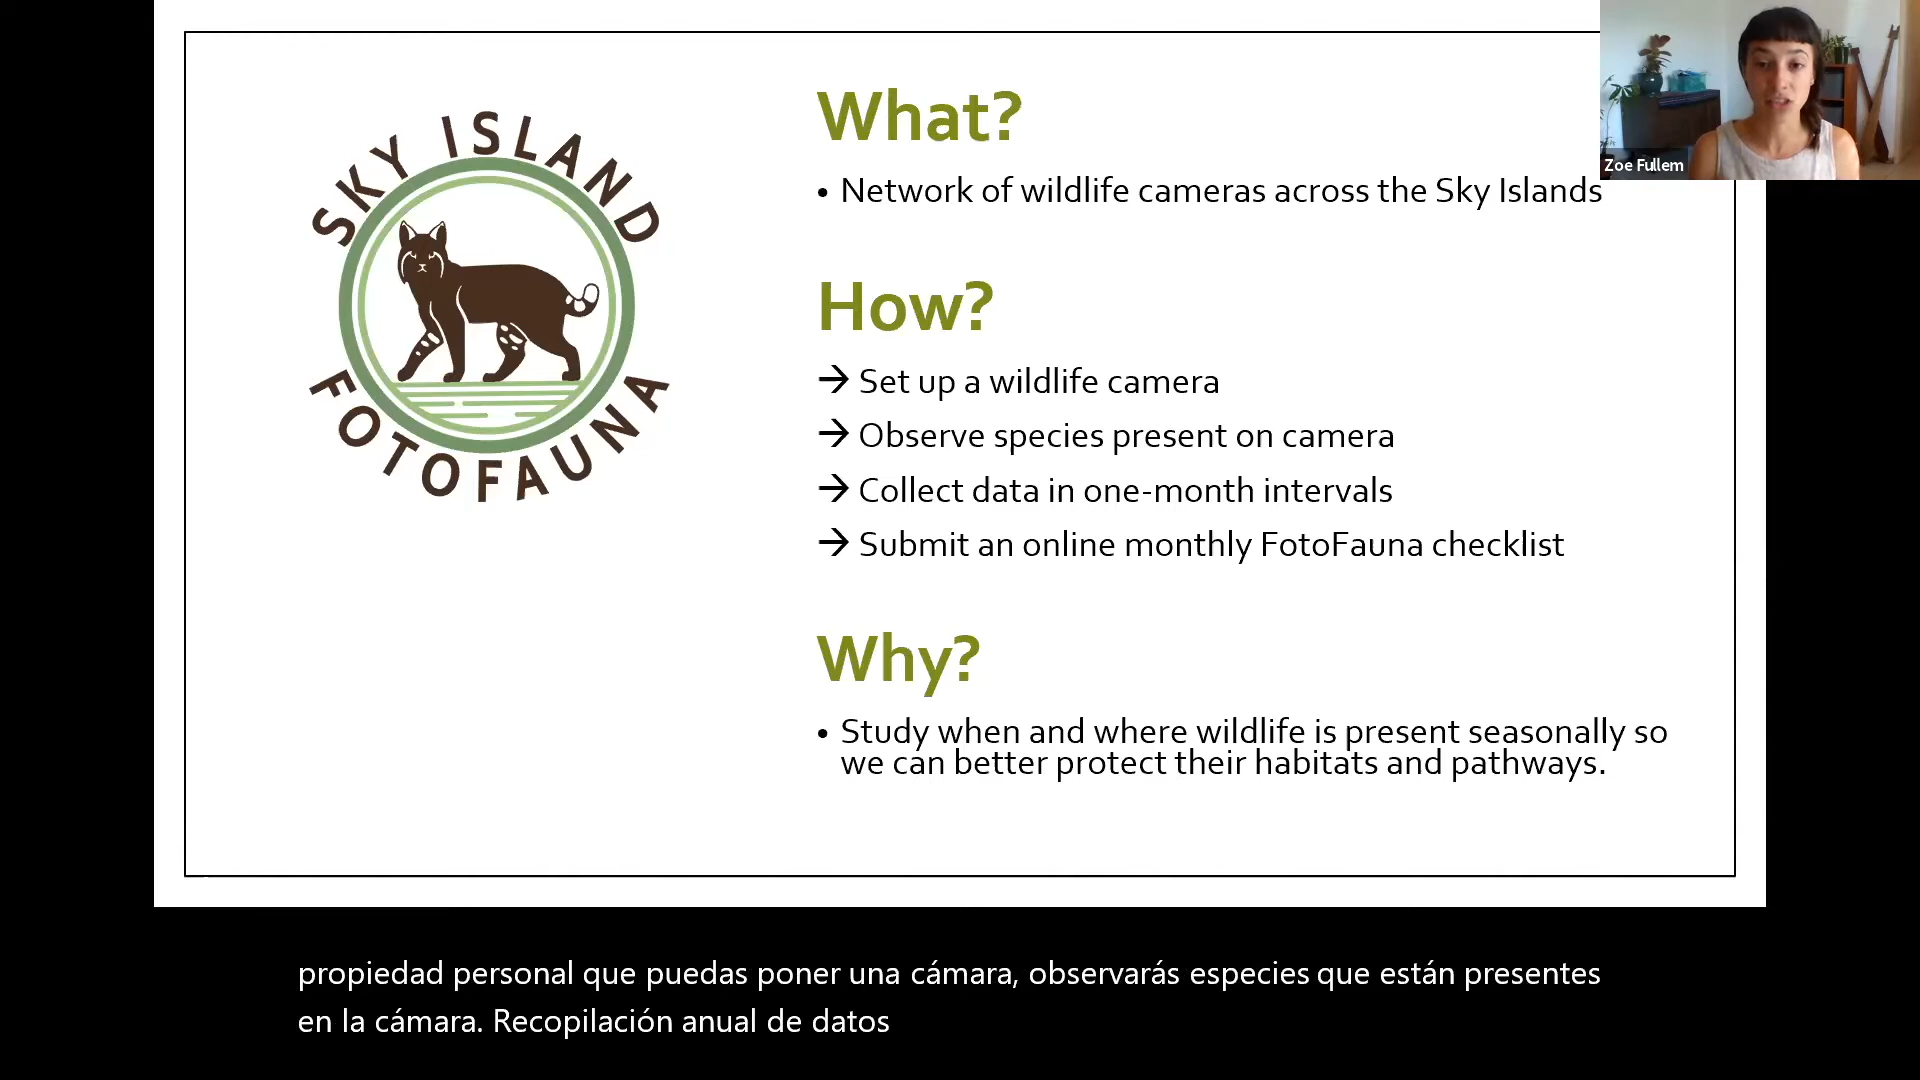 SKY ISLAND
FOTOFAUNA
What?
• Network of wildlife cameras across the Sky Islands
How?
→ Set up a wildlife camera
→ Observe species present on camera
→ Collect data in one-month intervals
→ Submit an online monthly FotoFauna checklist
Why?
• Study when and where wildlife is present seasonally so
we can better protect their habitats and pathways.
Zoe Fullem
propiedad personal que puedas poner una cámara, observarás especies que están presentes
en la cámara. Recopilación anual de datos